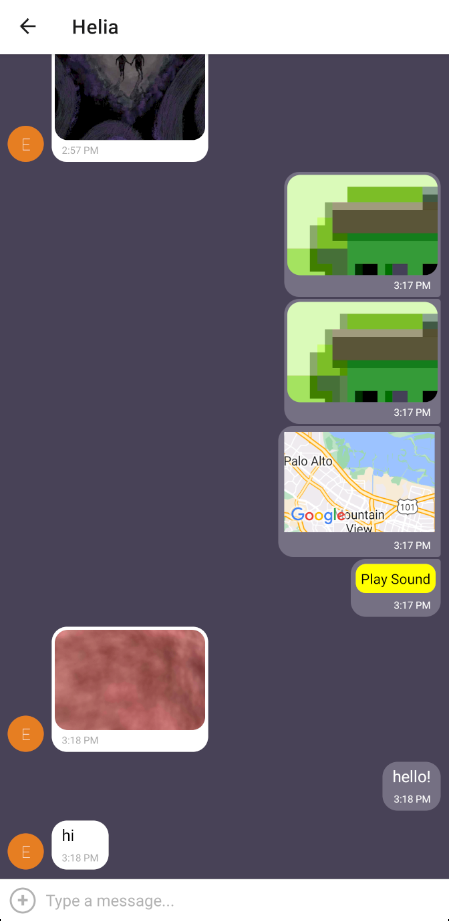 Helia
E
2:57 PM
3:17 PM
3:17 PM
Palo Alto
101
Google
ountain
View
3:17 PM
Play Sound
3:17 PM
E
3:18 PM
hello!
3:18 PM
E
hi
3:18 PM
Type a message...